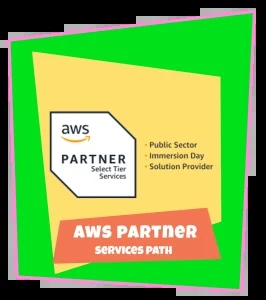 aws
PARTNER
Select Tier
Services
· Public Sector
· Immersion Day
· Solution Provider
AWS PARTNER
SERVICES PATH